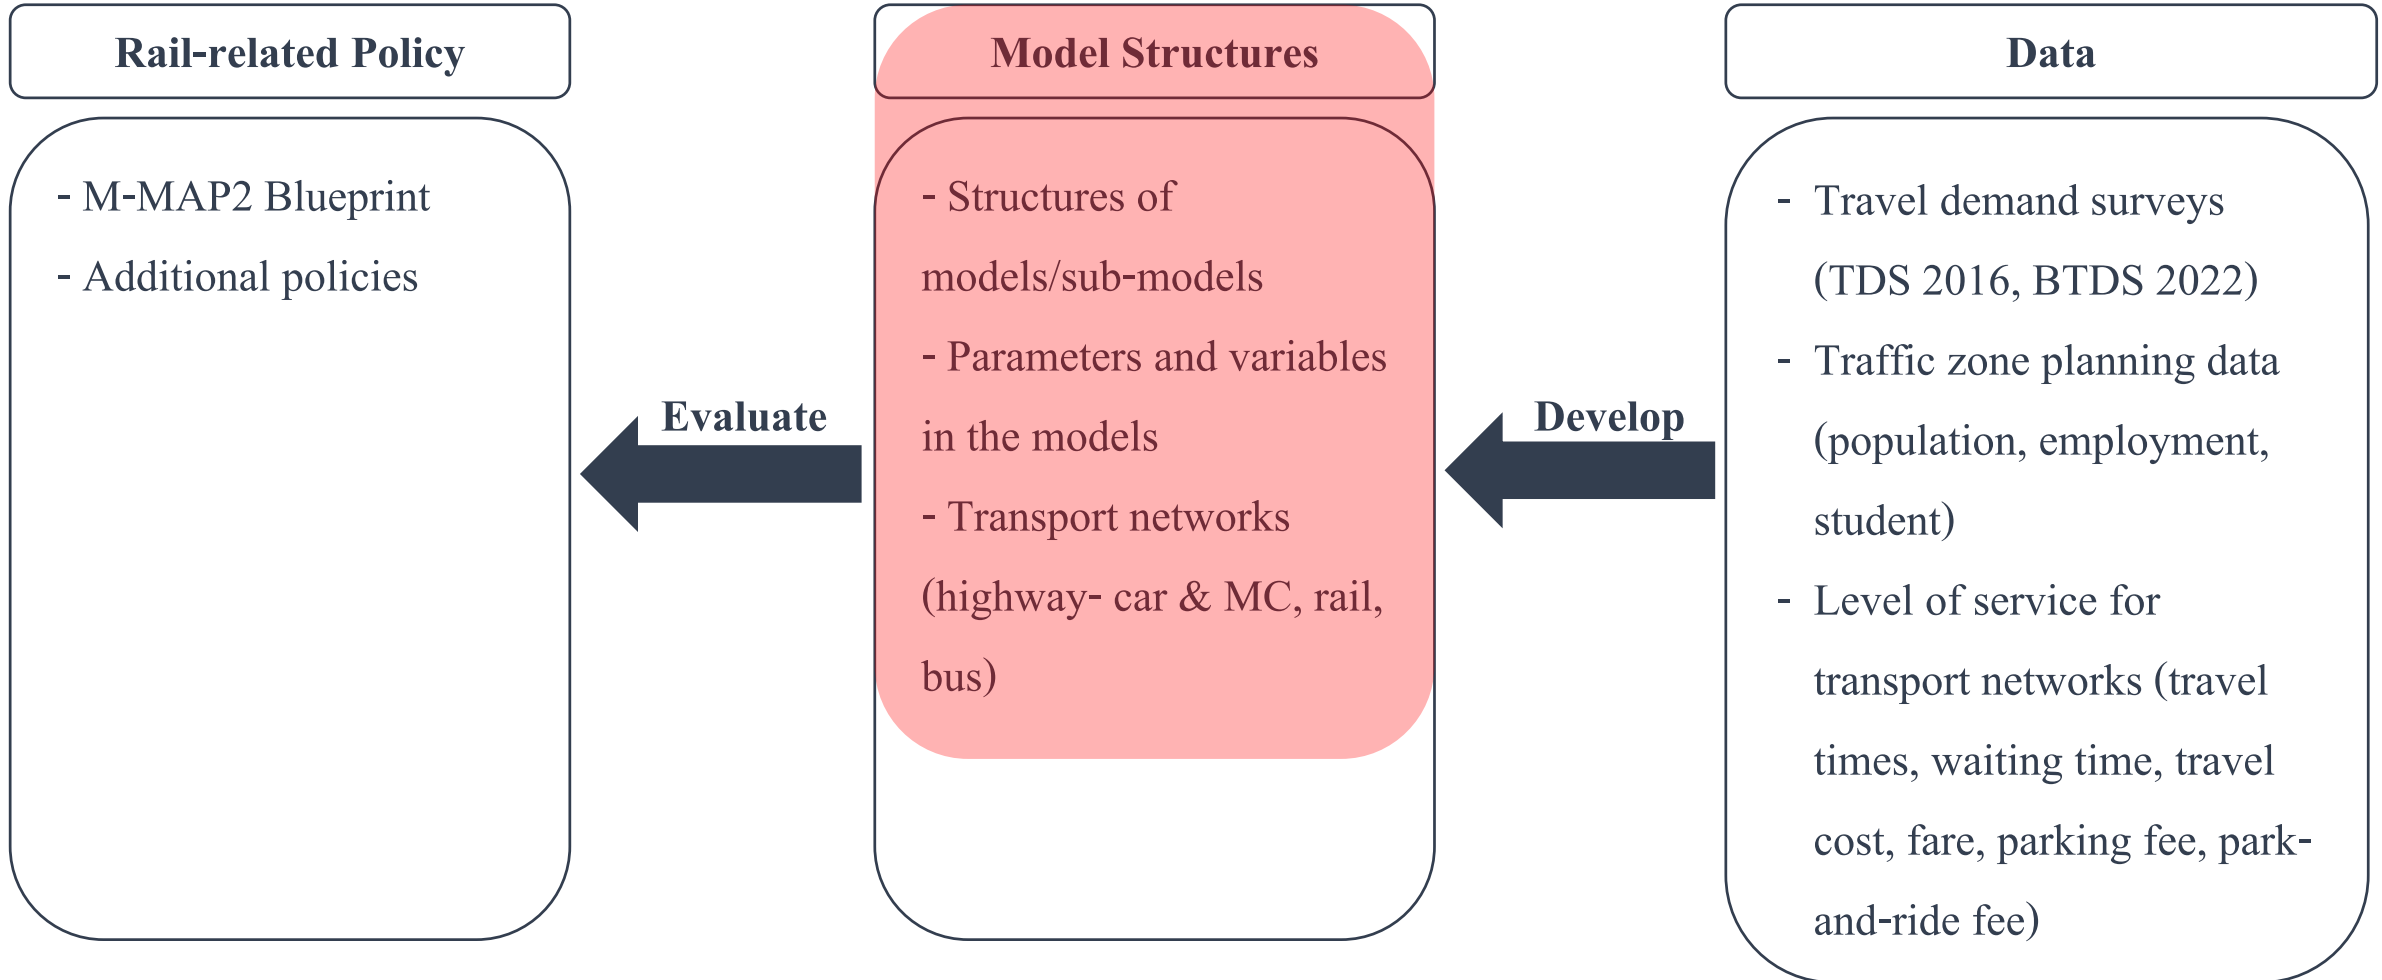 Rail-related Policy
- M-MAP2 Blueprint
- Additional policies
Evaluate
Model Structures
- Structures of
models/sub-models
- Parameters and variables
in the models
- Transport networks
(highway- car & MC, rail,
bus)
Develop
Data
- Travel demand surveys
(TDS 2016, BTDS 2022)
- Traffic zone planning data
(population, employment,
student)
- Level of service for
transport networks (travel
times, waiting time, travel
cost, fare, parking fee, park-
and-ride fee)